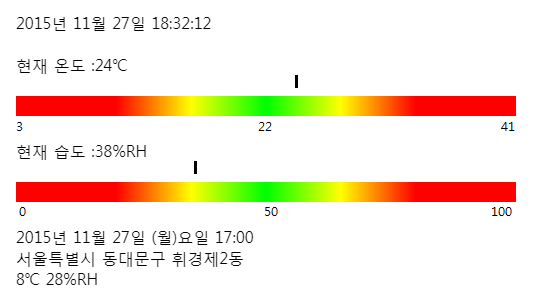 2015년 11월 27일 18:32:12
현재 온도 :24℃
3 22 41
현재 습도 :38%RH
0 50 100
2015년 11월 27일 (월)요일 17:00
서울특별시 동대문구 휘경제2동
8℃ 28%RH